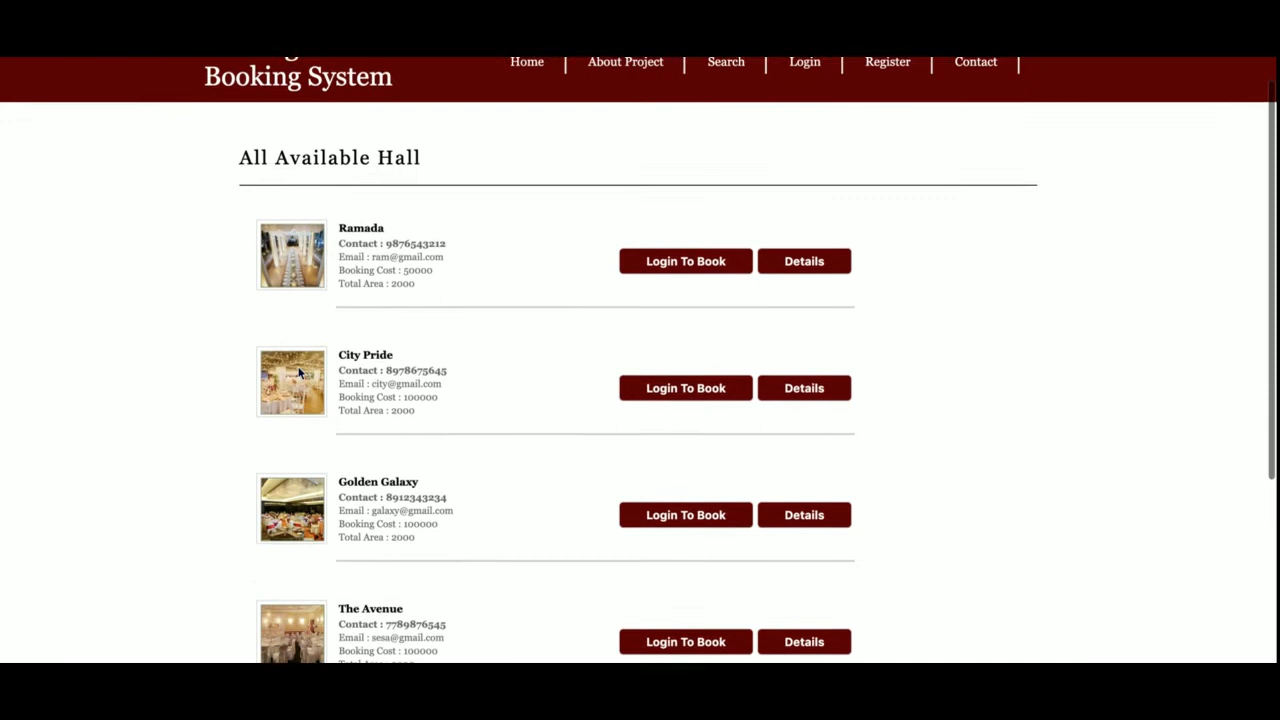 Booking System
Home
About Project
Search
Login
Register
Contact
All Available Hall
Ramada
Contact : 9876543212
Email : ram@gmail.com
Booking Cost : 50000
Total Area : 2000
Login To Book
Details
City Pride
Contact : 8978675645
Email : city@gmail.com
Booking Cost : 100000
Total Area : 2000
Login To Book
Details
Golden Galaxy
Contact : 8912343234
Email : galaxy@gmail.com
Booking Cost : 100000
Total Area : 2000
Login To Book
Details
The Avenue
Contact : 7789876545
Email : sesa@gmail.com
Booking Cost : 100000
Login To Book
Details